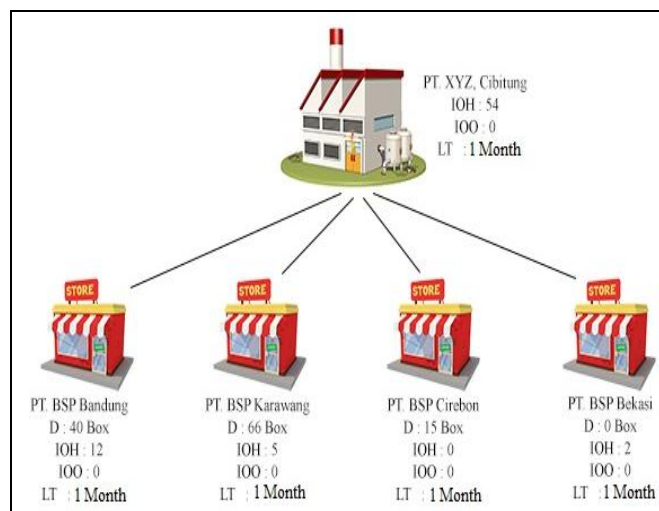 PT. XYZ, Cibitung
IOH : 54
IOO : 0
LT : 1 Month
STORE
STORE
STORE
STORE
PT. BSP Bandung
D : 40 Box
IOH : 12
IOO : 0
LT : 1 Month
PT. BSP Karawang
D : 66 Box
IOH : 5
IOO : 0
LT : 1 Month
PT. BSP Cirebon
D : 15 Box
IOH : 0
IOO : 0
LT : 1 Month
PT. BSP Bekasi
D : 0 Box
IOH : 2
IOO : 0
LT : 1 Month